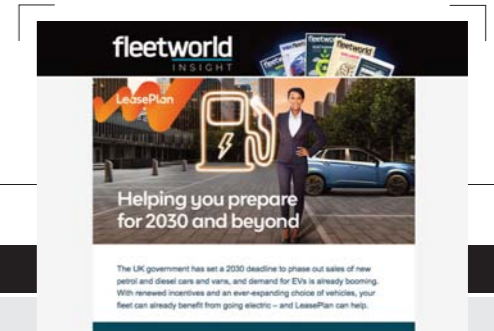 fleetworld
INSIGHT
LeasePlan
Helping you prepare
for 2030 and beyond
The UK government has set a 2030 deadline to phase out sales of new
petrol and diesel cars and vans, and demand for EVs is already booming.
With renewed incentives and an ever-expanding choice of vehicles, your
fleet can already benefit from going electric – and LeasePlan can help.